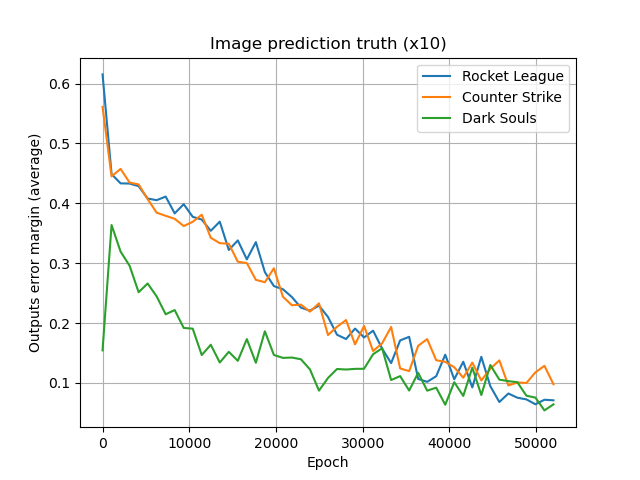 Image prediction truth (x10)
Rocket League
Counter Strike
Dark Souls
Outputs error margin (average)
0.6
0.5
0.4
0.3
0.2
0.1
0 10000 20000 30000 40000 50000
Epoch